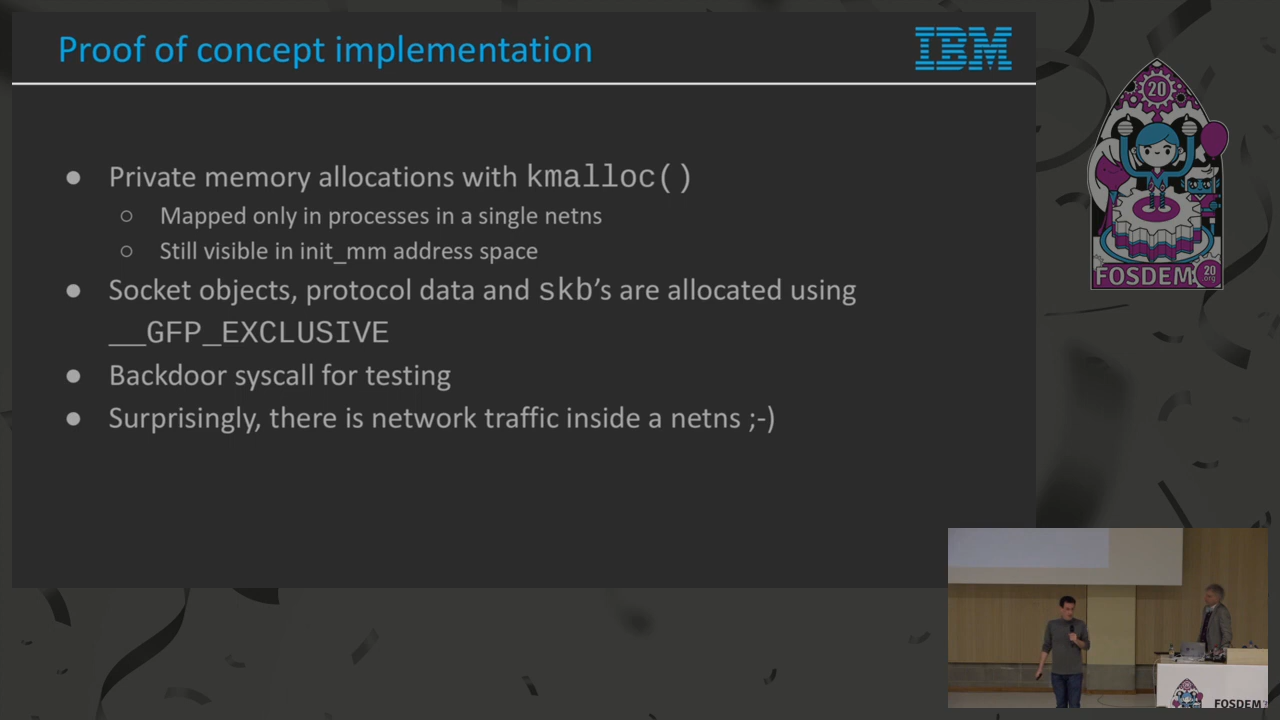 Proof of concept implementation
IBM
● Private memory allocations with kmalloc()
○ Mapped only in processes in a single netns
○ Still visible in init_mm address space
● Socket objects, protocol data and skb’s are allocated using
__GFP_EXCLUSIVE
● Backdoor syscall for testing
● Surprisingly, there is network traffic inside a netns ;-)
20
FOSDEM 20
.org
FOSDEM